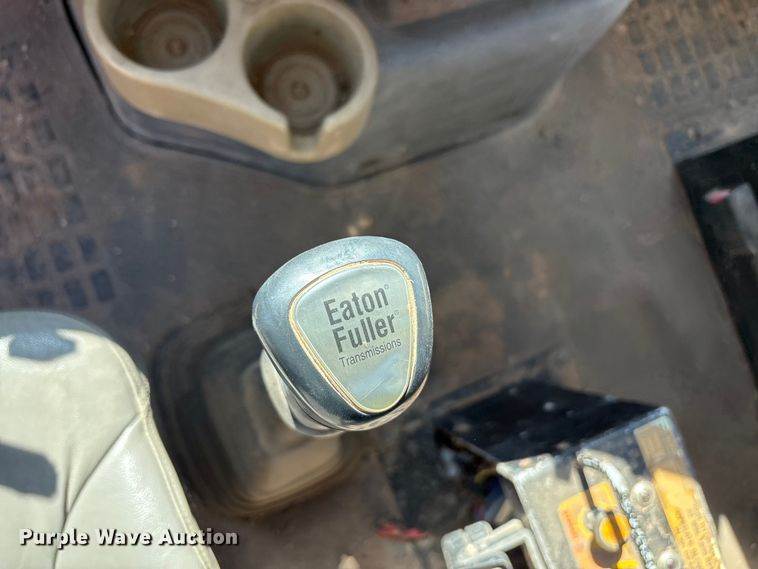 Eaton®
Fuller®
Transmissions
Purple Wave Auction